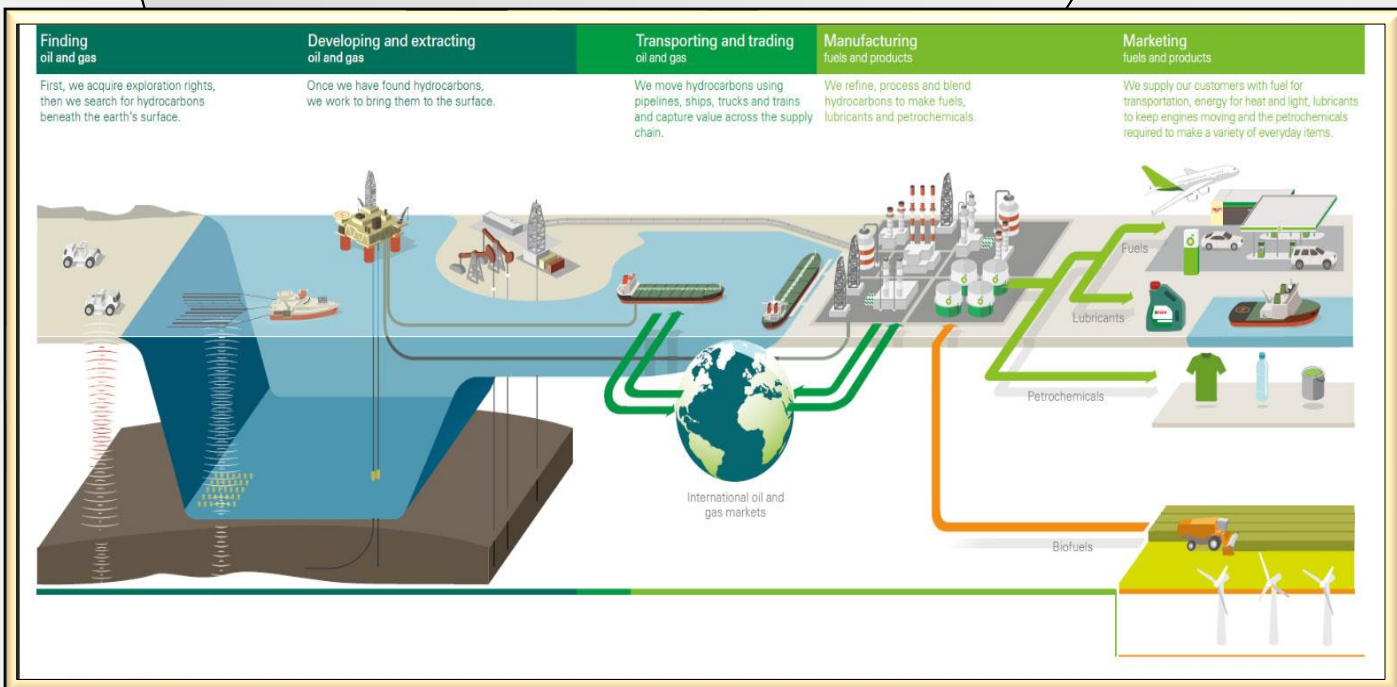 Finding
oil and gas
First, we acquire exploration rights,
then we search for hydrocarbons
beneath the earth's surface.
Developing and extracting
oil and gas
Once we have found hydrocarbons,
we work to bring them to the surface.
Transporting and trading
oil and gas
We move hydrocarbons using
pipelines, ships, trucks and trains
and capture value across the supply
chain.
Manufacturing
fuels and products
We refine, process and blend
hydrocarbons to make fuels,
lubricants and petrochemicals.
Marketing
fuels and products
We supply our customers with fuel for
transportation, energy for heat and light, lubricants
to keep engines moving and the petrochemicals
required to make a variety of everyday items.
Fuels
Lubricants
Petrochemicals
International oil and
gas markets
Biofuels